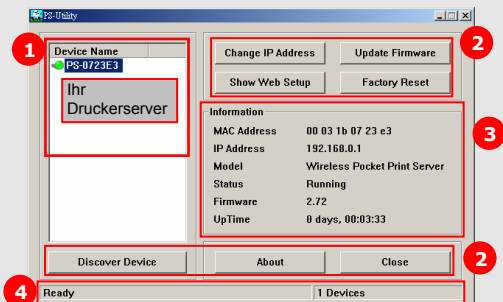 PS-Utility
1
Device Name
PS-0723E3
Ihr
Druckerserver
2
Change IP Address
Update Firmware
Show Web Setup
Factory Reset
Information
3
MAC Address 00 03 1b 07 23 e3
IP Address 192.168.0.1
Model Wireless Pocket Print Server
Status Running
Firmware 2.72
UpTime 0 days, 00:03:33
Discover Device
About
Close
2
4
Ready
1 Devices